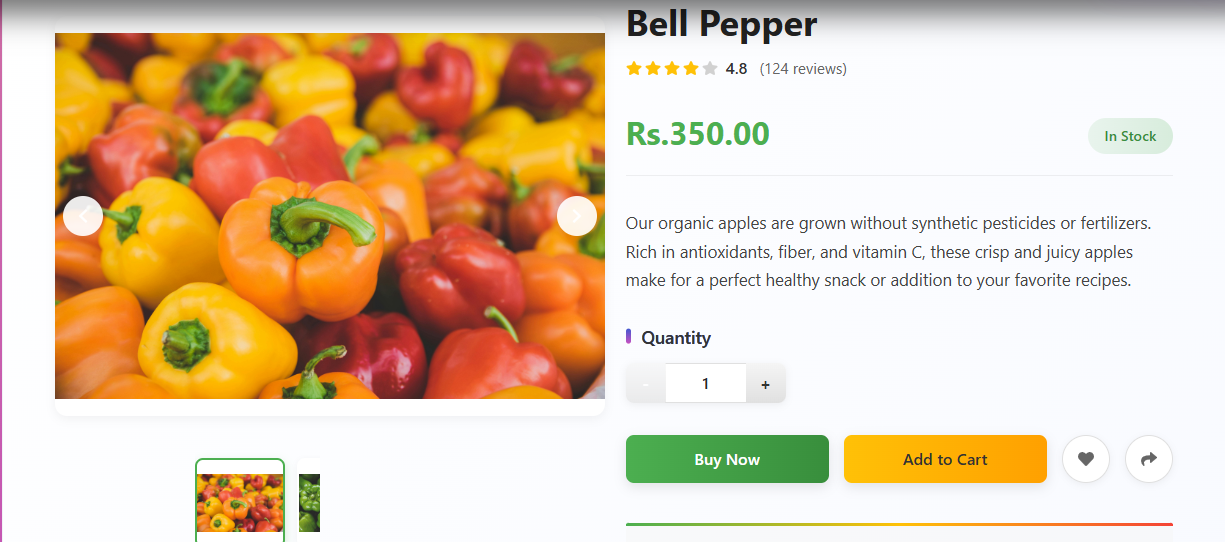 Bell Pepper
4.8 (124 reviews)
Rs.350.00
In Stock
Our organic apples are grown without synthetic pesticides or fertilizers.
Rich in antioxidants, fiber, and vitamin C, these crisp and juicy apples
make for a perfect healthy snack or addition to your favorite recipes.
Quantity
- 1 +
Buy Now
Add to Cart